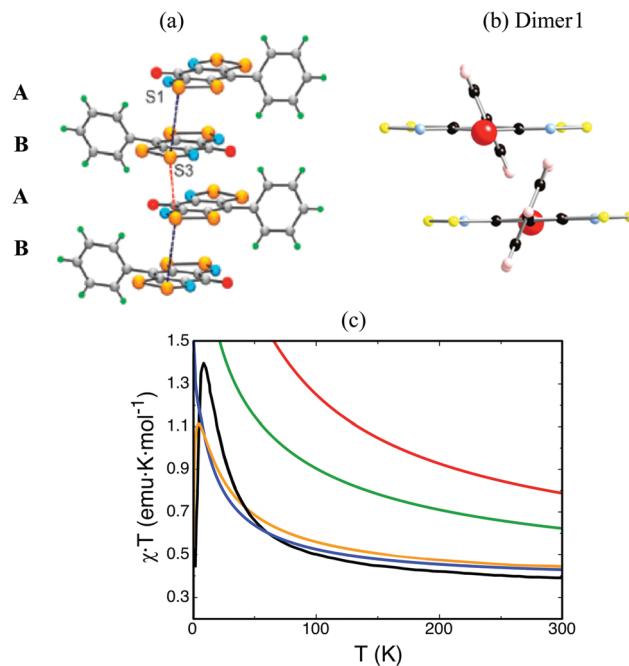 (a)
(b) Dimer1
A
S1
B
S3
A
B
(c)
1.5
1.3
1.1
0.9
0.7
0.5
0.3
χ·T (emu·K·mol⁻¹)
0
100
200
300
T (K)